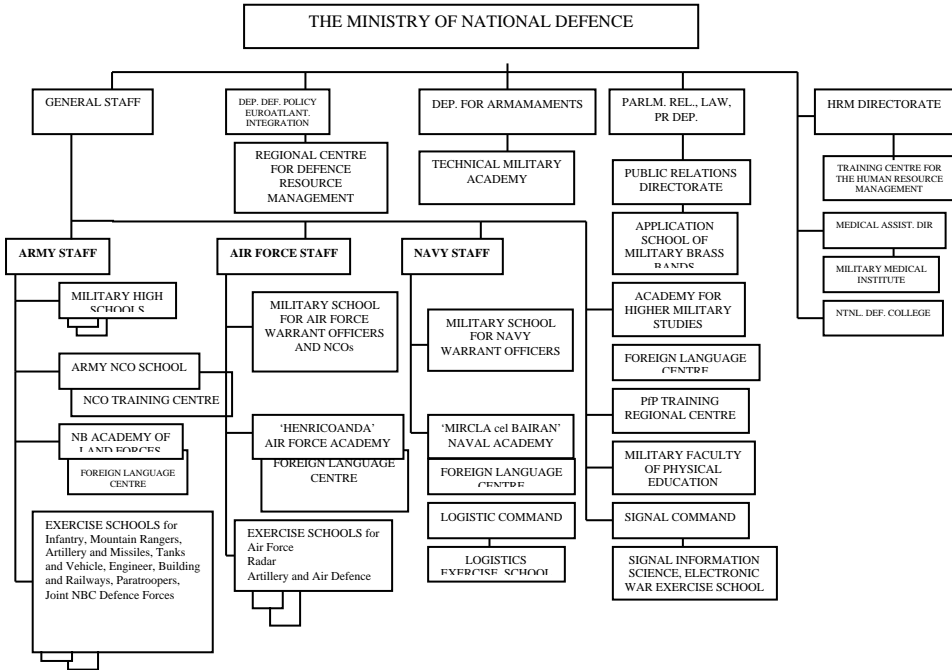 THE MINISTRY OF NATIONAL DEFENCE
GENERAL STAFF
DEP. DEF. POLICY
EUROATLANT.
INTEGRATION
DEP. FOR ARMAMAMENTS
PARLM. REL., LAW,
PR DEP.
HRM DIRECTORATE
REGIONAL CENTRE
FOR DEFENCE
RESOURCE
MANAGEMENT
TECHNICAL MILITARY
ACADEMY
PUBLIC RELATIONS
DIRECTORATE
TRAINING CENTRE FOR
THE HUMAN RESOURCE
MANAGEMENT
ARMY STAFF
AIR FORCE STAFF
NAVY STAFF
APPLICATION
SCHOOL OF
MILITARY BRASS
BANDS
MEDICAL ASSIST. DIR
MILITARY MEDICAL
INSTITUTE
NTNL. DEF. COLLEGE
MILITARY HIGH
SCHOOLS
MILITARY SCHOOL
FOR AIR FORCE
WARRANT OFFICERS
AND NCOs
MILITARY SCHOOL
FOR NAVY
WARRANT OFFICERS
ACADEMY FOR
HIGHER MILITARY
STUDIES
FOREIGN LANGUAGE
CENTRE
ARMY NCO SCHOOL
NCO TRAINING CENTRE
PfP TRAINING
REGIONAL CENTRE
NB ACADEMY OF
LAND FORCES
FOREIGN LANGUAGE
CENTRE
'HENRICOANDA'
AIR FORCE ACADEMY
FOREIGN LANGUAGE
CENTRE
'MIRCLA cel BAIRAN'
NAVAL ACADEMY
FOREIGN LANGUAGE
CENTRE
MILITARY FACULTY
OF PHYSICAL
EDUCATION
EXERCISE SCHOOLS for
Infantry, Mountain Rangers,
Artillery and Missiles, Tanks
and Vehicle, Engineer, Building
and Railways, Paratroopers,
Joint NBC Defence Forces
EXERCISE SCHOOLS for
Air Force
Radar
Artillery and Air Defence
LOGISTIC COMMAND
LOGISTICS
EXERCISE SCHOOL
SIGNAL COMMAND
SIGNAL INFORMATION
SCIENCE, ELECTRONIC
WAR EXERCISE SCHOOL